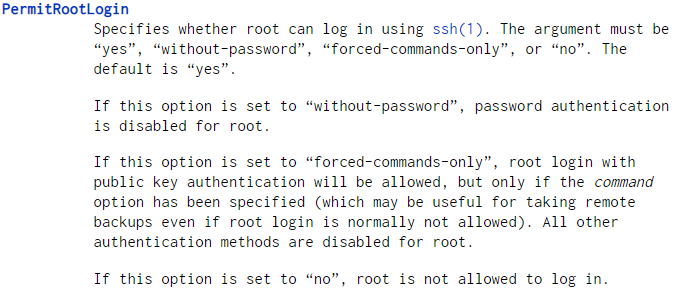 PermitRootLogin
Specifies whether root can log in using ssh(1). The argument must be
“yes”, “without-password”, “forced-commands-only”, or “no”. The
default is “yes”.
If this option is set to “without-password”, password authentication
is disabled for root.
If this option is set to “forced-commands-only”, root login with
public key authentication will be allowed, but only if the command
option has been specified (which may be useful for taking remote
backups even if root login is normally not allowed). All other
authentication methods are disabled for root.
If this option is set to “no”, root is not allowed to log in.